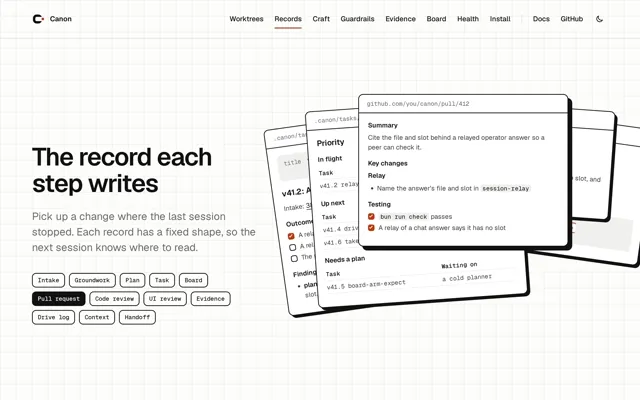 Canon
Worktrees Records Craft Guardrails Evidence Board Health Install Docs GitHub
The record each
step writes
Pick up a change where the last session
stopped. Each record has a fixed shape, so the
next session knows where to read.
Intake Groundwork Plan Task Board
Pull request Code review UI review Evidence
Drive log Context Handoff
title
v41.2: A
Intake:
Outcome
A rel
A rel
The
Finding
plan
slot.
.canon/tasks
Priority
In flight
Task
v41.2 relay
Up next
Task
v41.4 driv
v41.6 take
Needs a plan
Task Waiting on
v41.5 board-arm-expect a cold planner
github.com/you/canon/pull/412
Summary
Cite the file and slot behind a relayed operator answer so a
peer can check it.
Key changes
Relay
Name the answer's file and slot in session-relay
Testing
bun run check passes
A relay of a chat answer says it has no slot
slot, and